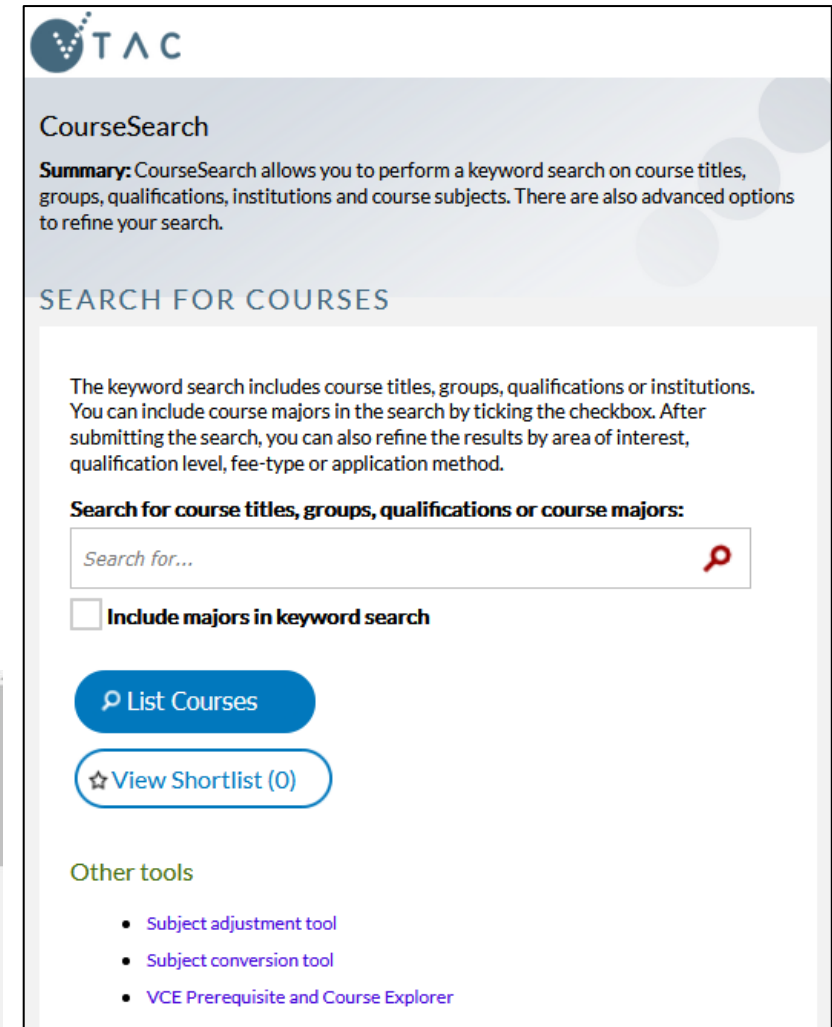 VTAC
CourseSearch
Summary: CourseSearch allows you to perform a keyword search on course titles,
groups, qualifications, institutions and course subjects. There are also advanced options
to refine your search.
SEARCH FOR COURSES
The keyword search includes course titles, groups, qualifications or institutions.
You can include course majors in the search by ticking the checkbox. After
submitting the search, you can also refine the results by area of interest,
qualification level, fee-type or application method.
Search for course titles, groups, qualifications or course majors:
Search for...
Include majors in keyword search
List Courses
View Shortlist (0)
Other tools
• Subject adjustment tool
• Subject conversion tool
• VCE Prerequisite and Course Explorer